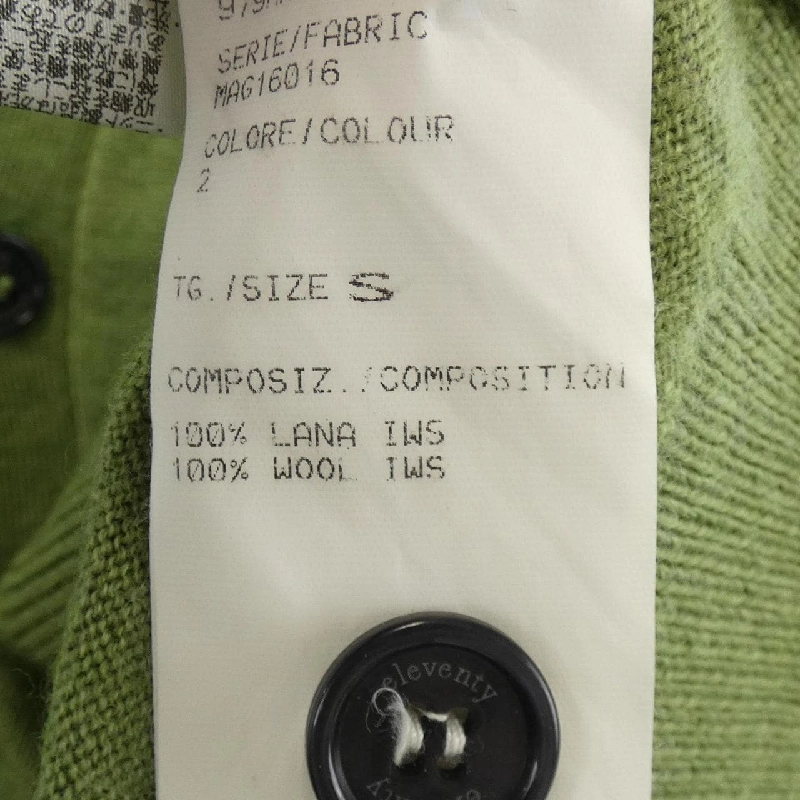 SERIE/FABRIC
MAG16016
COLORE/COLOUR
2
TG./SIZE S
COMPOSIZ./COMPOSITION
100% LANA IWS
100% WOOL IWS
eleventy